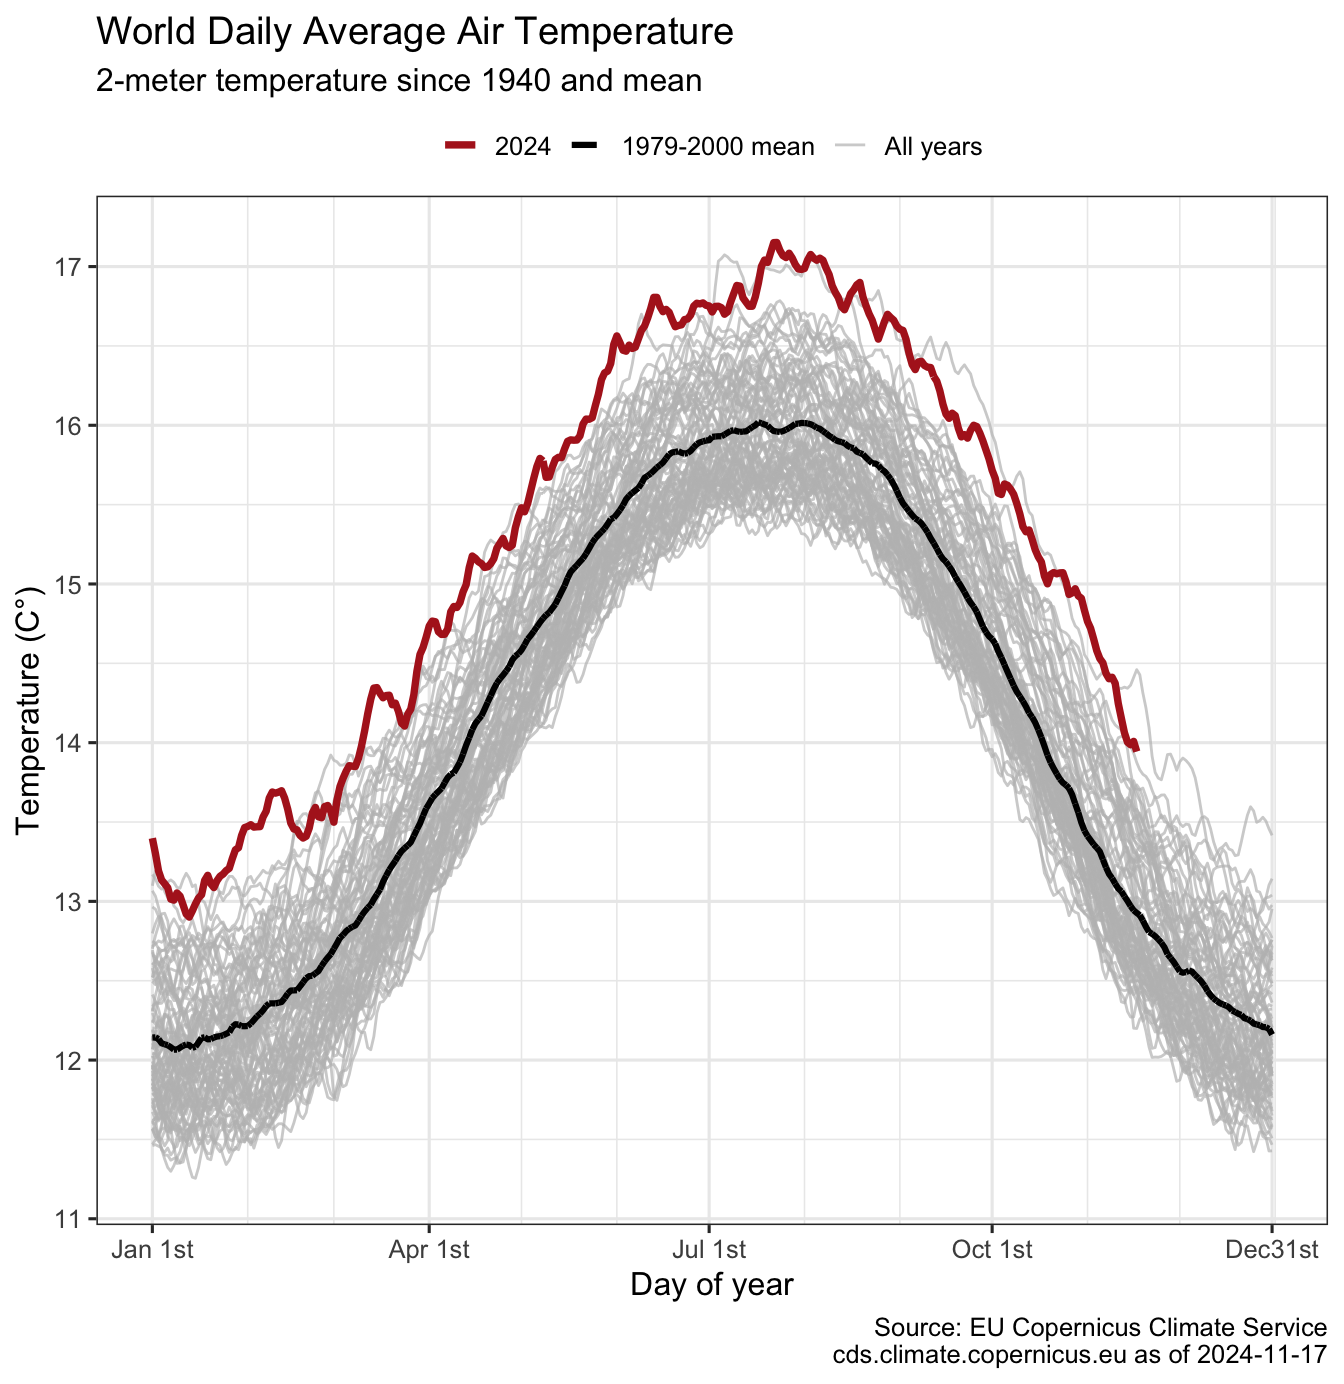 World Daily Average Air Temperature
2-meter temperature since 1940 and mean
2024 1979-2000 mean All years
Temperature (C°)
17
16
15
14
13
12
11
Jan 1st Apr 1st Jul 1st Oct 1st Dec31st
Day of year
Source: EU Copernicus Climate Service
cds.climate.copernicus.eu as of 2024-11-17